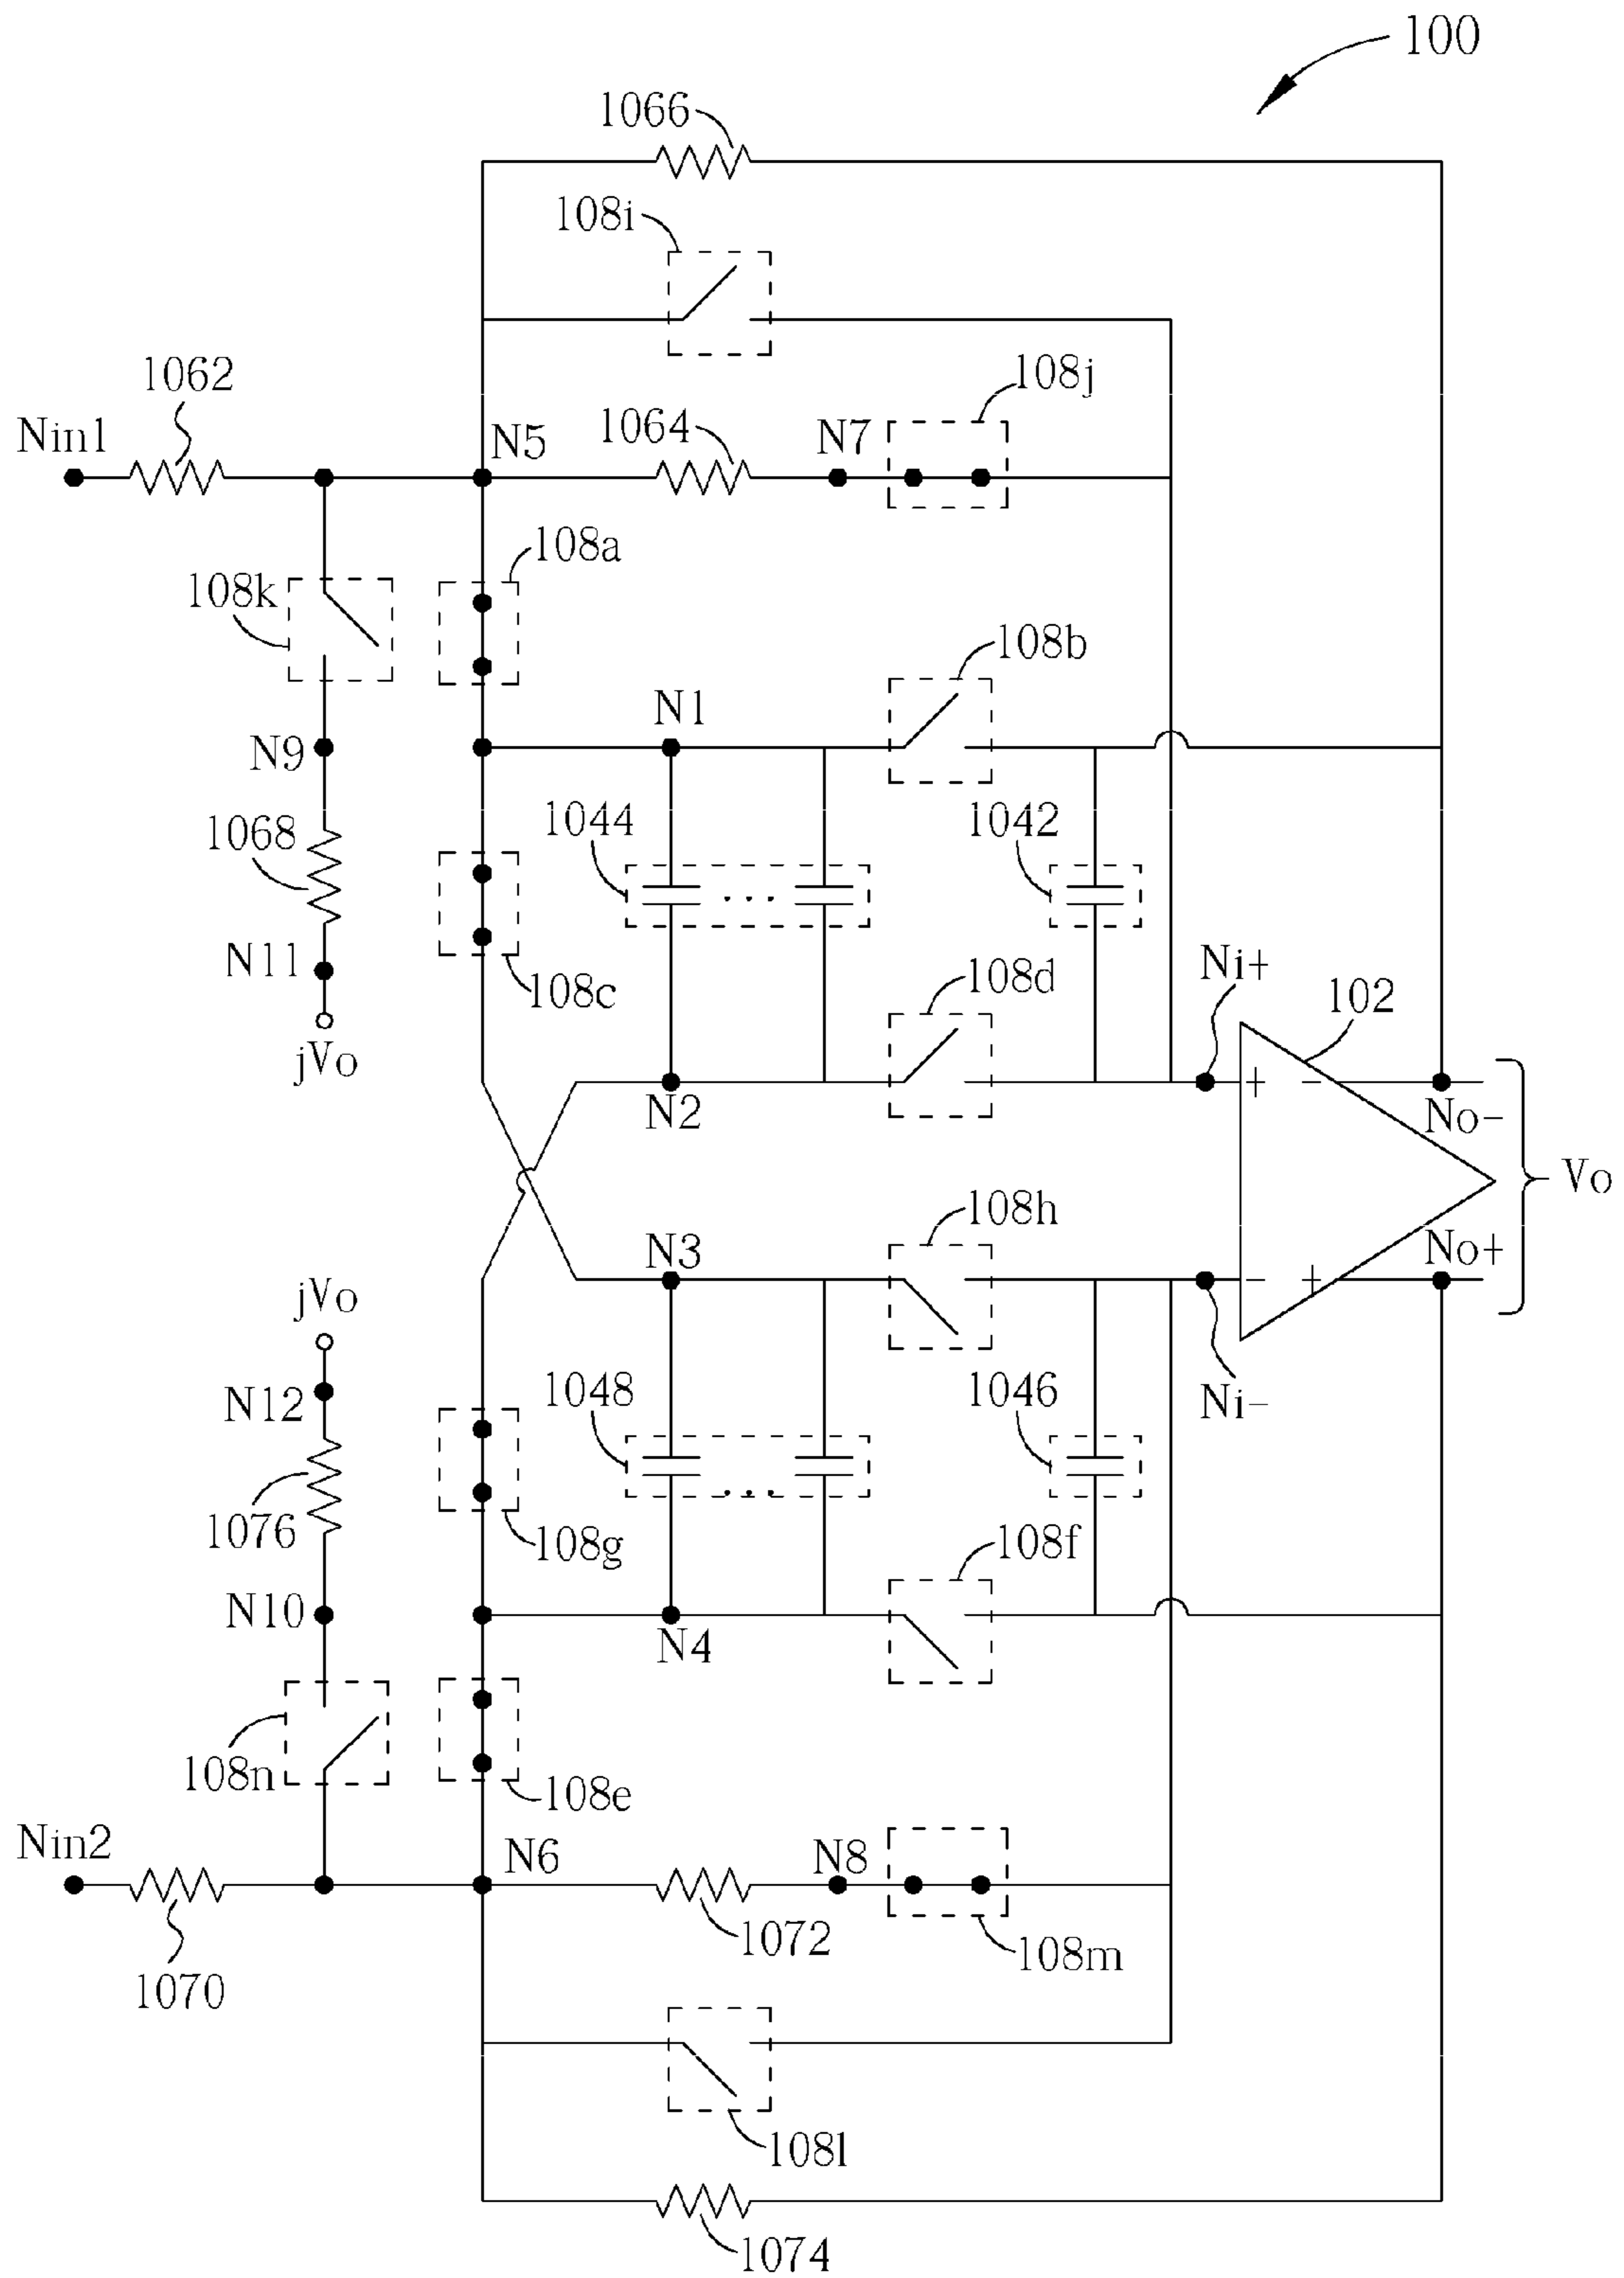 100
1066
108i
1062
108j
Nin1
N5
1064
N7
108a
108k
108b
N1
N9
1044
1042
1068
N11
108c
108d
Ni+
102
jVo
N2
+
−
No−
Vo
108h
N3
No+
−
+
jVo
N12
1048
1046
Ni−
1076
108g
108f
N10
N4
108n
108e
Nin2
N6
N8
1072
108m
1070
108l
1074